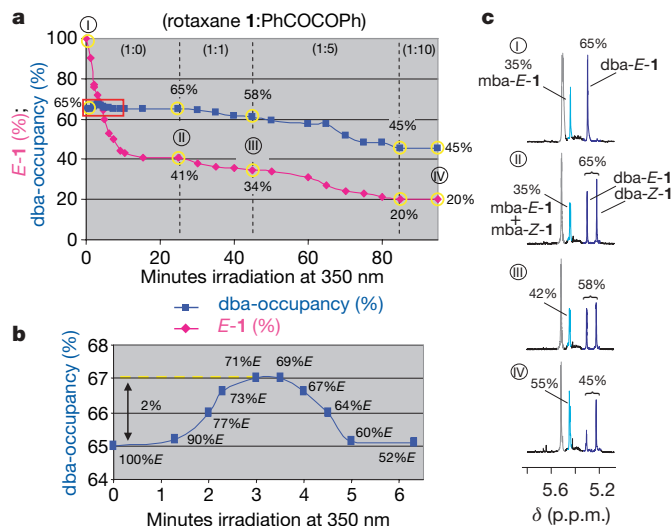 a
(rotaxane 1:PhCOCOPh)
E-1 (%);
dba-occupancy (%)
100
80
60
40
20
0
I
(1:0)
(1:1)
(1:5)
(1:10)
65%
65%
58%
45%
45%
II
41%
III
34%
IV
20%
20%
0
20
40
60
80
Minutes irradiation at 350 nm
dba-occupancy (%)
E-1 (%)
b
dba-occupancy (%)
68
67
66
65
64
2%
100%E
90%E
77%E
73%E
71%E
69%E
67%E
64%E
60%E
52%E
0
1
2
3
4
5
6
Minutes irradiation at 350 nm
c
I
35%
mba-E-1
65%
dba-E-1
II
35%
mba-E-1
+
mba-Z-1
65%
dba-E-1
dba-Z-1
III
42%
58%
IV
55%
45%
5.6
5.2
δ (p.p.m.)